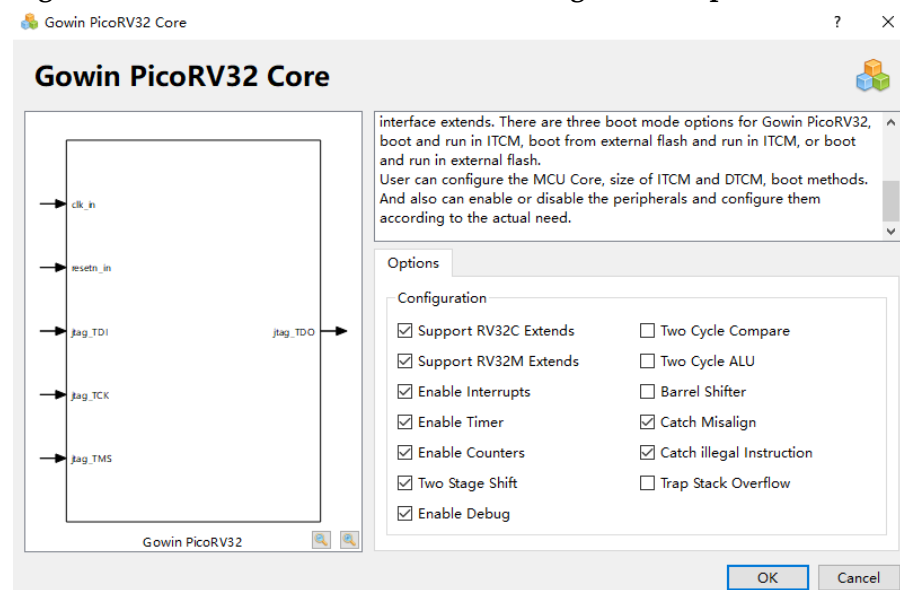 Gowin PicoRV32 Core
?
Gowin PicoRV32 Core
clk_in
resetn_in
jtag_TDI
jtag_TDO
jtag_TCK
jtag_TMS
Gowin PicoRV32
interface extends. There are three boot mode options for Gowin PicoRV32,
boot and run in ITCM, boot from external flash and run in ITCM, or boot
and run in external flash.
User can configure the MCU Core, size of ITCM and DTCM, boot methods.
And also can enable or disable the peripherals and configure them
according to the actual need.
Options
Configuration
Support RV32C Extends
Two Cycle Compare
Support RV32M Extends
Two Cycle ALU
Enable Interrupts
Barrel Shifter
Enable Timer
Catch Misalign
Enable Counters
Catch illegal Instruction
Two Stage Shift
Trap Stack Overflow
Enable Debug
OK
Cancel